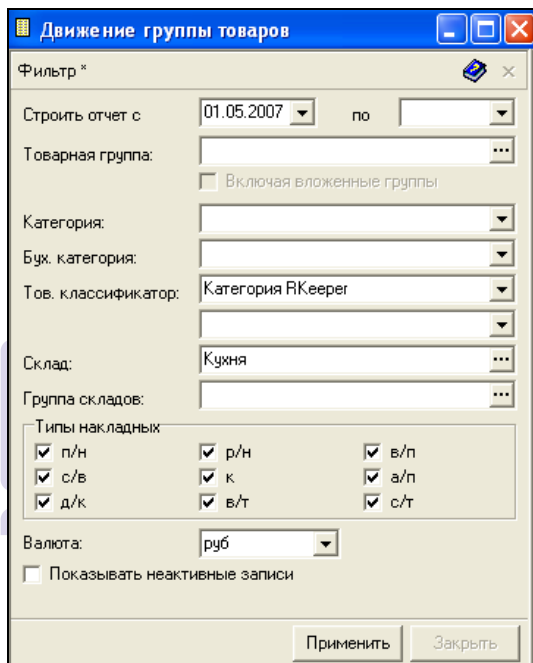 Движение группы товаров
Фильтр *
Строить отчет с 01.05.2007 по
Товарная группа:
Включая вложенные группы
Категория:
Бух. категория:
Тов. классификатор: Категория RKeeper
Склад: Кухня
Группа складов:
Типы накладных
п/н р/н в/п
с/в к а/п
д/к в/т с/т
Валюта: руб
Показывать неактивные записи
Применить Закрыть